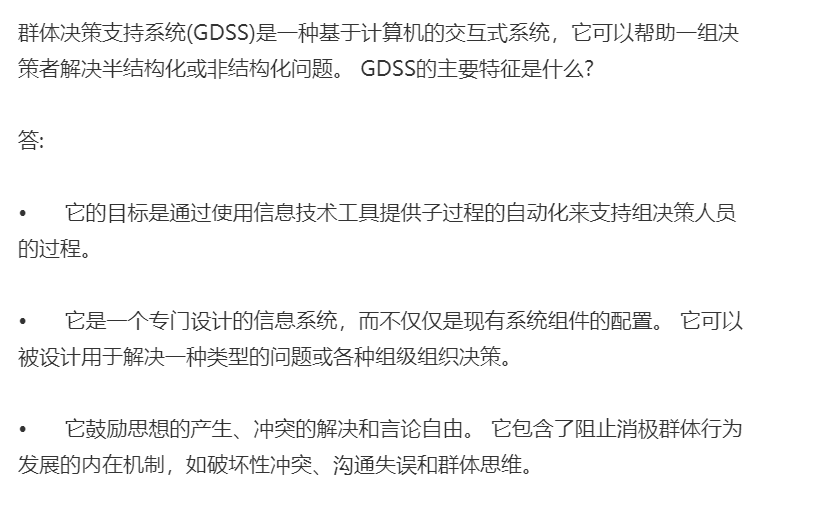 群体决策支持系统(GDSS)是一种基于计算机的交互式系统，它可以帮助一组决
策者解决半结构化或非结构化问题。 GDSS的主要特征是什么?
答:
• 它的目标是通过使用信息技术工具提供子过程的自动化来支持组决策人员
的过程。
• 它是一个专门设计的信息系统，而不仅仅是现有系统组件的配置。 它可以
被设计用于解决一种类型的问题或各种组级组织决策。
• 它鼓励思想的产生、冲突的解决和言论自由。 它包含了阻止消极群体行为
发展的内在机制，如破坏性冲突、沟通失误和群体思维。